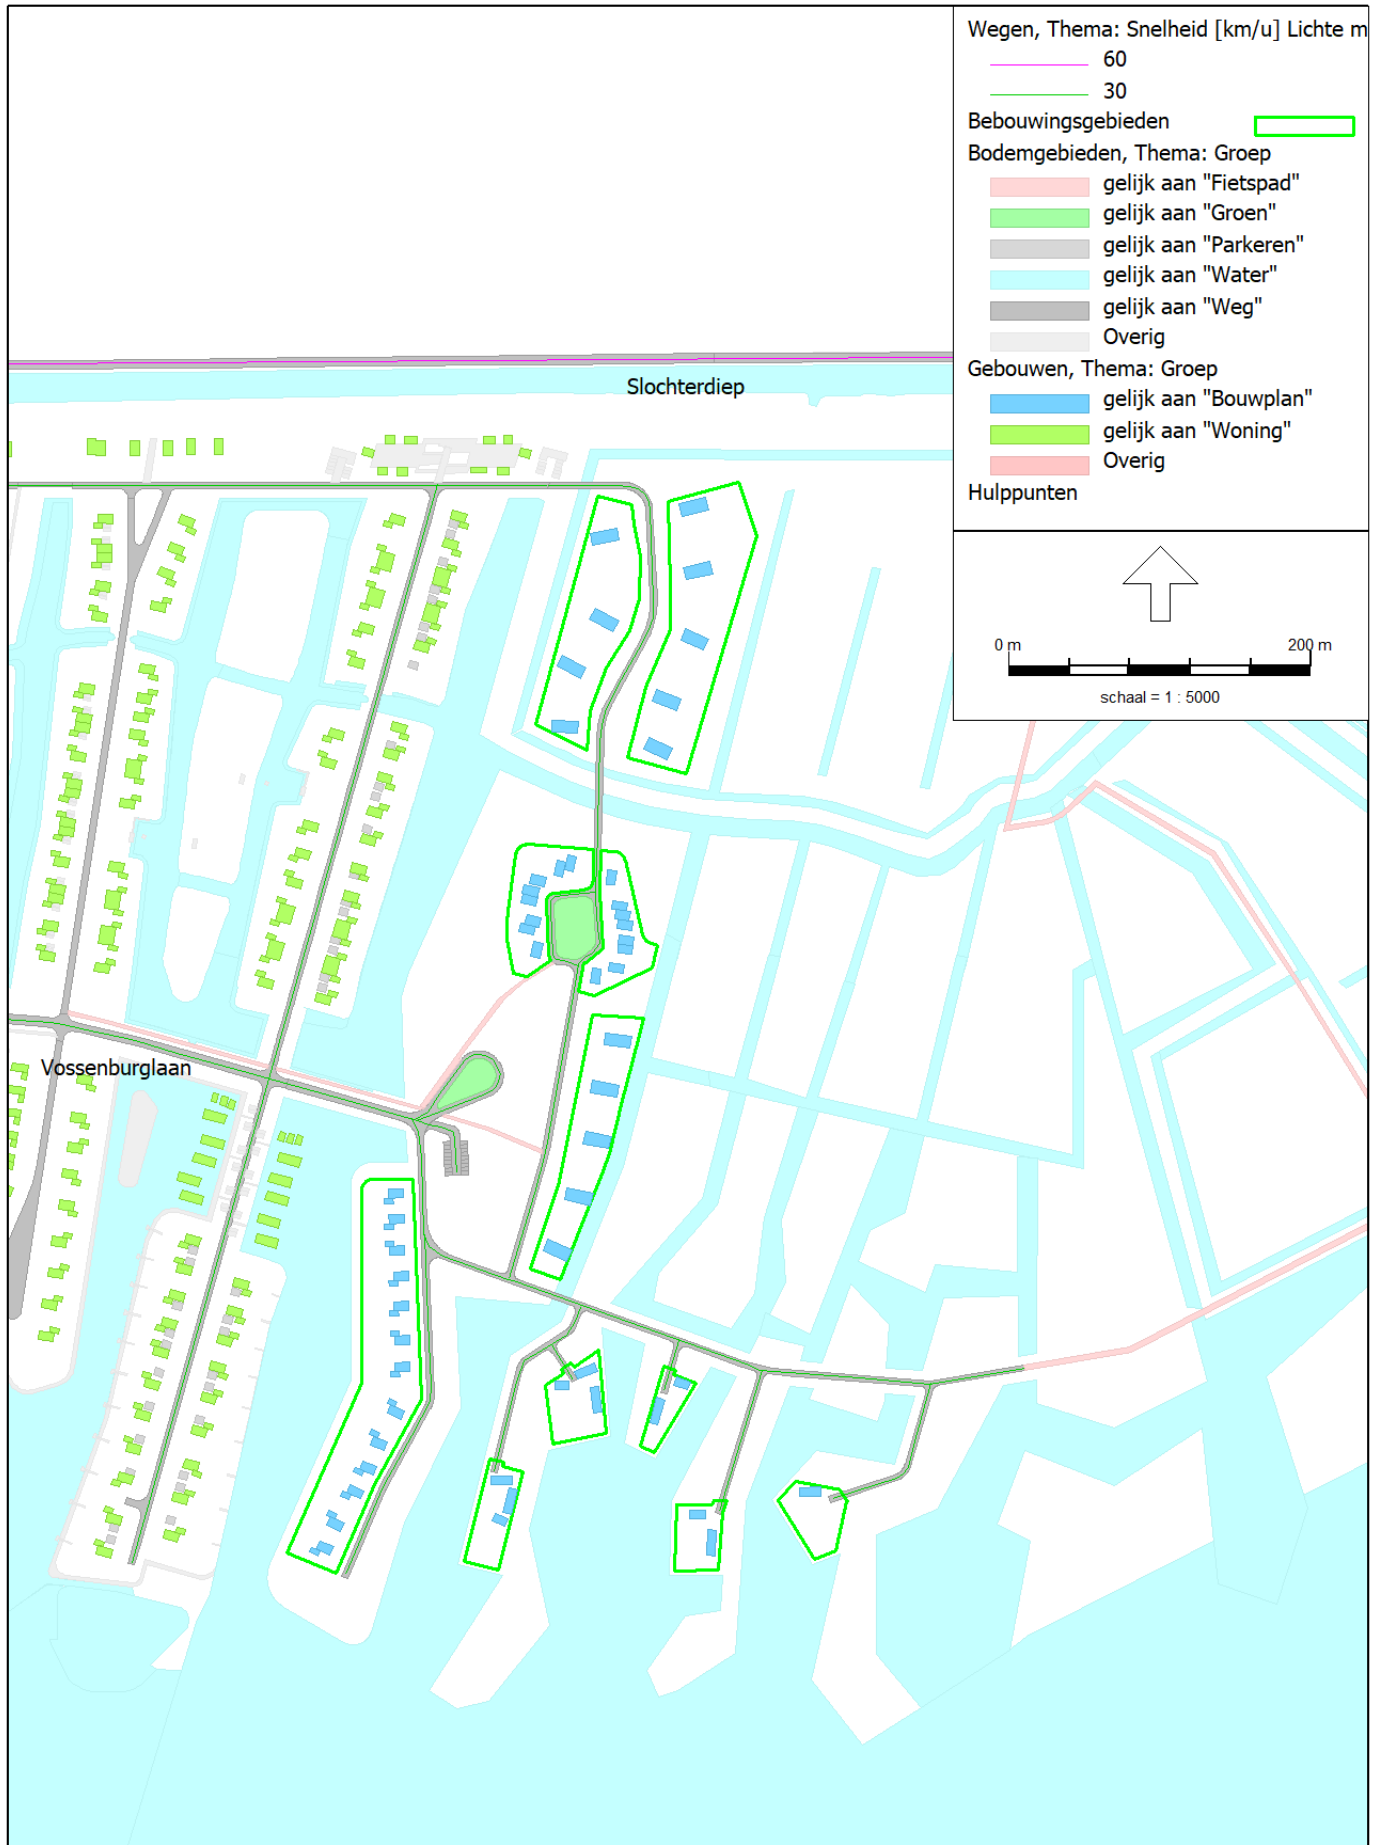 Wegen, Thema: Snelheid [km/u] Lichte m
60
30
Bebouwingsgebieden
Bodemgebieden, Thema: Groep
gelijk aan "Fietspad"
gelijk aan "Groen"
gelijk aan "Parkeren"
gelijk aan "Water"
gelijk aan "Weg"
Overig
Gebouwen, Thema: Groep
gelijk aan "Bouwplan"
gelijk aan "Woning"
Overig
Hulppunten
0 m 200 m
schaal = 1 : 5000
Slochterdiep
Vossenburglaan